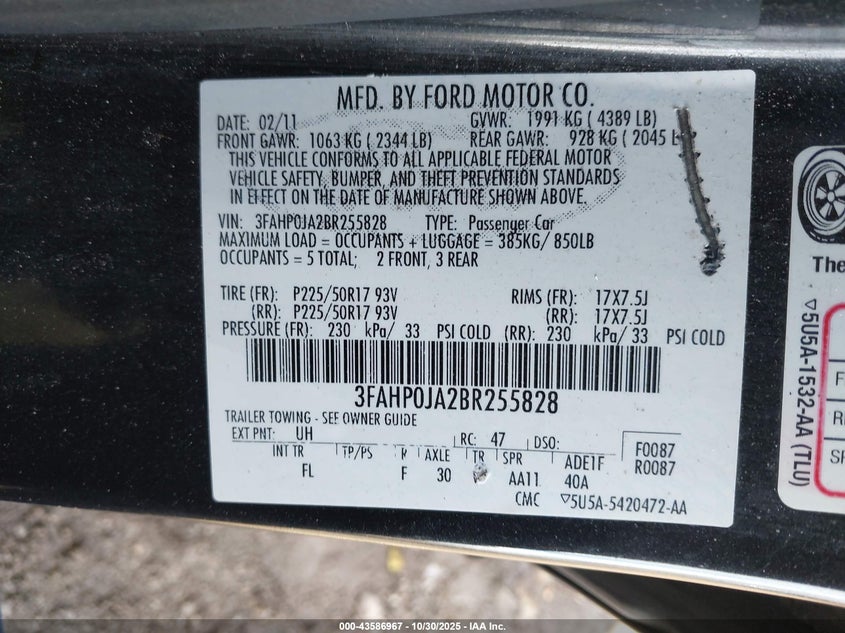 MFD. BY FORD MOTOR CO.
DATE: 02/11 GVWR: 1991 KG ( 4389 LB)
FRONT GAWR: 1063 KG ( 2344 LB) REAR GAWR: 928 KG ( 2045 L
THIS VEHICLE CONFORMS TO ALL APPLICABLE FEDERAL MOTOR
VEHICLE SAFETY, BUMPER, AND THEFT PREVENTION STANDARDS
IN EFFECT ON THE DATE OF MANUFACTURE SHOWN ABOVE.
VIN: 3FAHP0JA2BR255828 TYPE: Passenger Car
MAXIMUM LOAD = OCCUPANTS + LUGGAGE = 385KG/ 850LB
OCCUPANTS = 5 TOTAL; 2 FRONT, 3 REAR
TIRE (FR): P225/50R17 93V RIMS (FR): 17X7.5J
(RR): P225/50R17 93V (RR): 17X7.5J
PRESSURE (FR): 230 kPa/ 33 PSI COLD (RR): 230 kPa/ 33 PSI COLD
3FAHP0JA2BR255828
TRAILER TOWING - SEE OWNER GUIDE
EXT PNT: UH RC: 47 DSO: F0087
INT TR TP/PS R AXLE TR SPR ADE1F R0087
FL F 30 AA11 40A
CMC ▽5U5A-5420472-AA
The
▽5U5A-1532-AA (TLU)
F
RE
SP
000-43586967 - 10/30/2025 - IAA Inc.